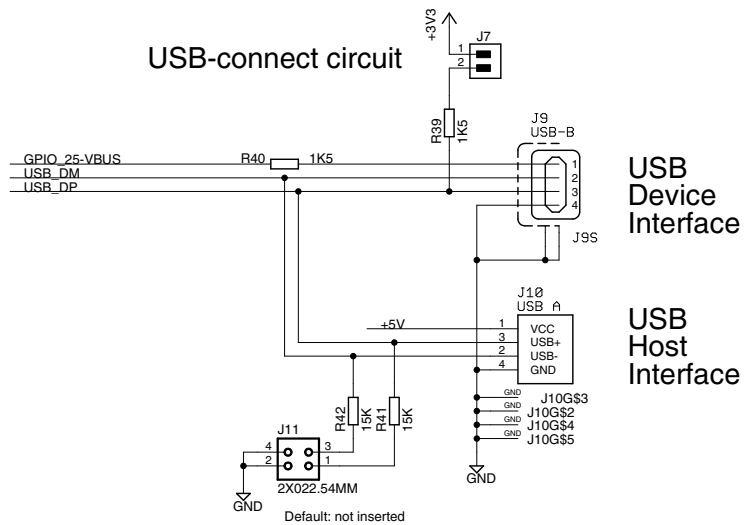 +3V3
J7
1
2
USB-connect circuit
R39
1K5
J9
USB-B
GPIO_25-VBUS
R40
1K5
1
USB_DM
2
USB_DP
3
4
USB
Device
Interface
J9S
J10
USB A
+5V
1
VCC
3
USB+
2
USB-
4
GND
USB
Host
Interface
GND
J10G$3
GND
J10G$2
GND
J10G$4
GND
J10G$5
R42
15K
R41
15K
J11
4
3
2
1
2X022.54MM
GND
GND
Default: not inserted